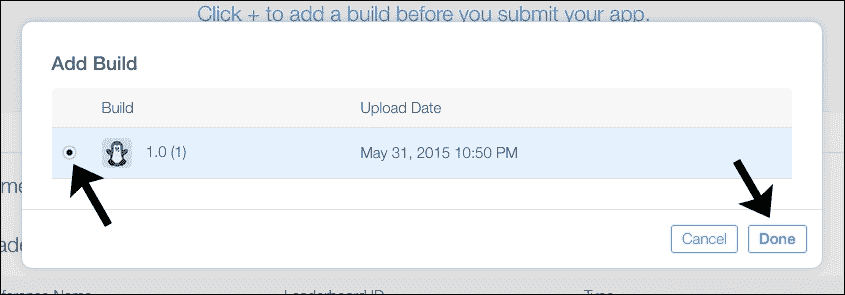 Click + to add a build before you submit your app.
Add Build
Build Upload Date
1.0 (1) May 31, 2015 10:50 PM
Cancel Done